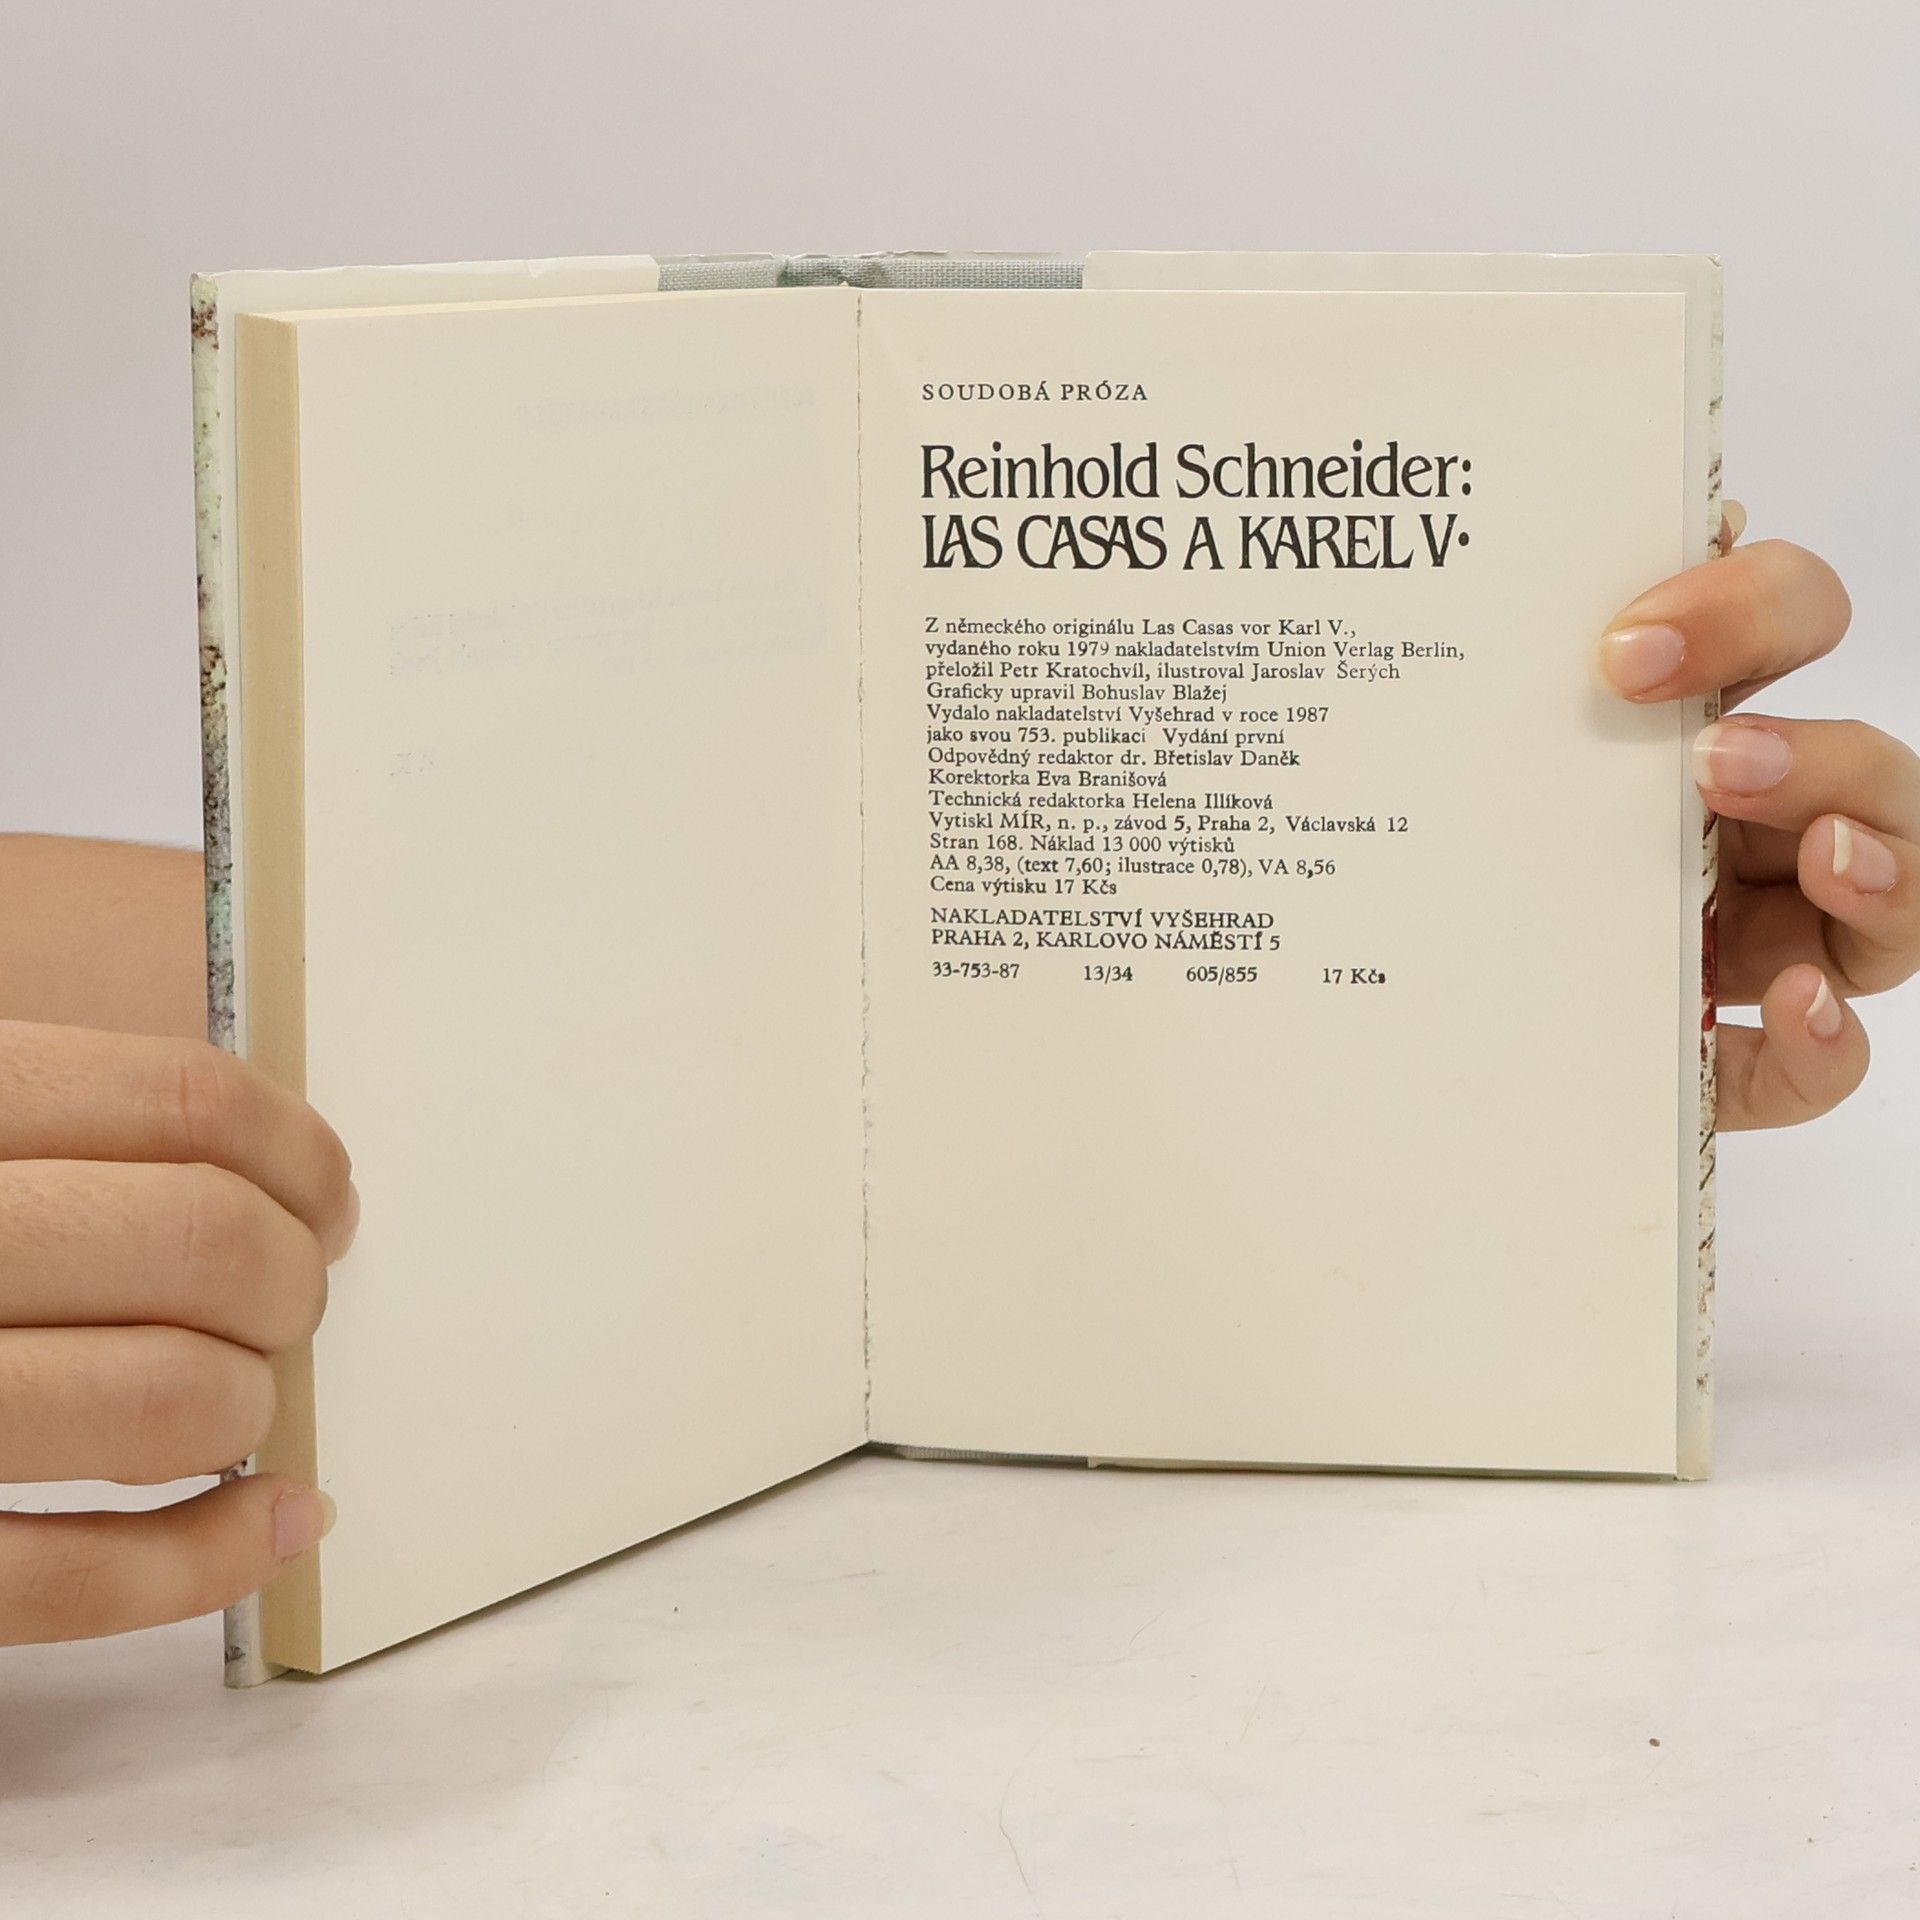 SOUDOBÁ PRÓZA
Reinhold Schneider:
LAS CASAS A KAREL V.
Z německého originálu Las Casas vor Karl V.,
vydaného roku 1979 nakladatelstvím Union Verlag Berlin,
přeložil Petr Kratochvíl, ilustroval Jaroslav Šerých
Graficky upravil Bohuslav Blažej
Vydalo nakladatelství Vyšehrad v roce 1987
jako svou 753. publikaci Vydání první
Odpovědný redaktor dr. Břetislav Daněk
Korektorka Eva Branišová
Technická redaktorka Helena Illíková
Vytiskl MÍR, n. p., závod 5, Praha 2, Václavská 12
Stran 168. Náklad 13 000 výtisků
AA 8,38, (text 7,60; ilustrace 0,78), VA 8,56
Cena výtisku 17 Kčs
NAKLADATELSTVÍ VYŠEHRAD
PRAHA 2, KARLOVO NÁMĚSTÍ 5
33-753-87 13/34 605/855 17 Kčs